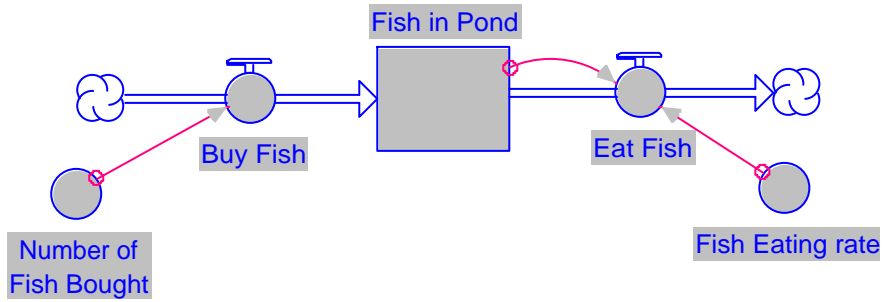 Fish in Pond
Buy Fish
Eat Fish
Number of
Fish Bought
Fish Eating rate